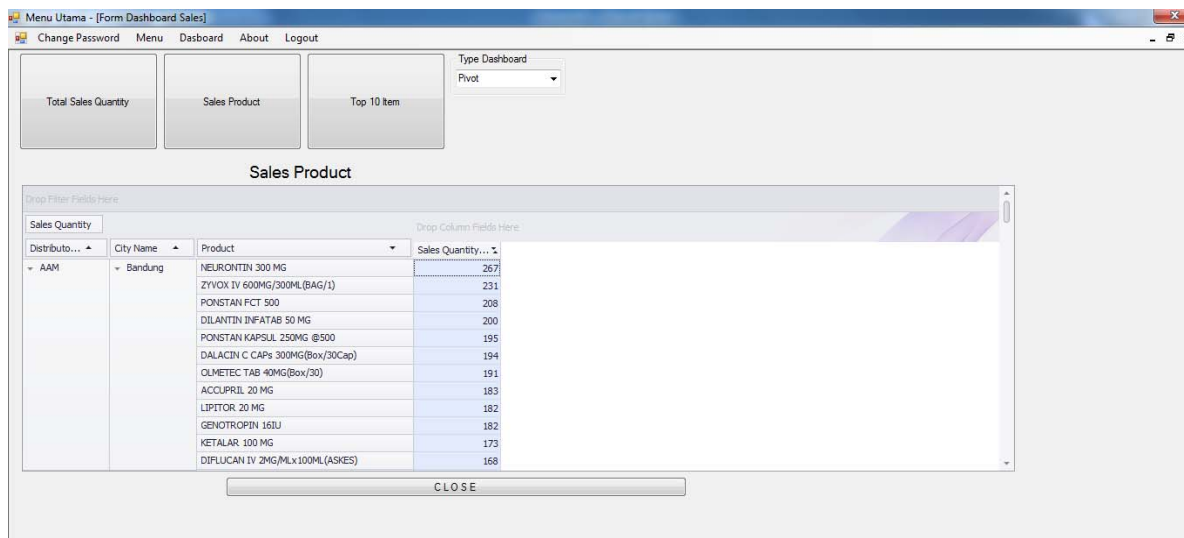 Menu Utama - [Form Dashboard Sales]
Change Password Menu Dasboard About Logout
Type Dashboard
Pivot
Total Sales Quantity Sales Product Top 10 Item
Sales Product
Drop Filter Fields Here
Sales Quantity Drop Column Fields Here
Distributo... City Name Product Sales Quantity...
AAM Bandung NEURONTIN 300 MG 267
ZYVOX IV 600MG/300ML(BAG/1) 231
PONSTAN FCT 500 208
DILANTIN INFATAB 50 MG 200
PONSTAN KAPSUL 250MG @500 195
DALACIN C CAPs 300MG(Box/30Cap) 194
OLMETEC TAB 40MG(Box/30) 191
ACCUPRIL 20 MG 183
LIPITOR 20 MG 182
GENOTROPIN 16IU 182
KETALAR 100 MG 173
DIFLUCAN IV 2MG/MLx100ML(ASKES) 168
CLOSE